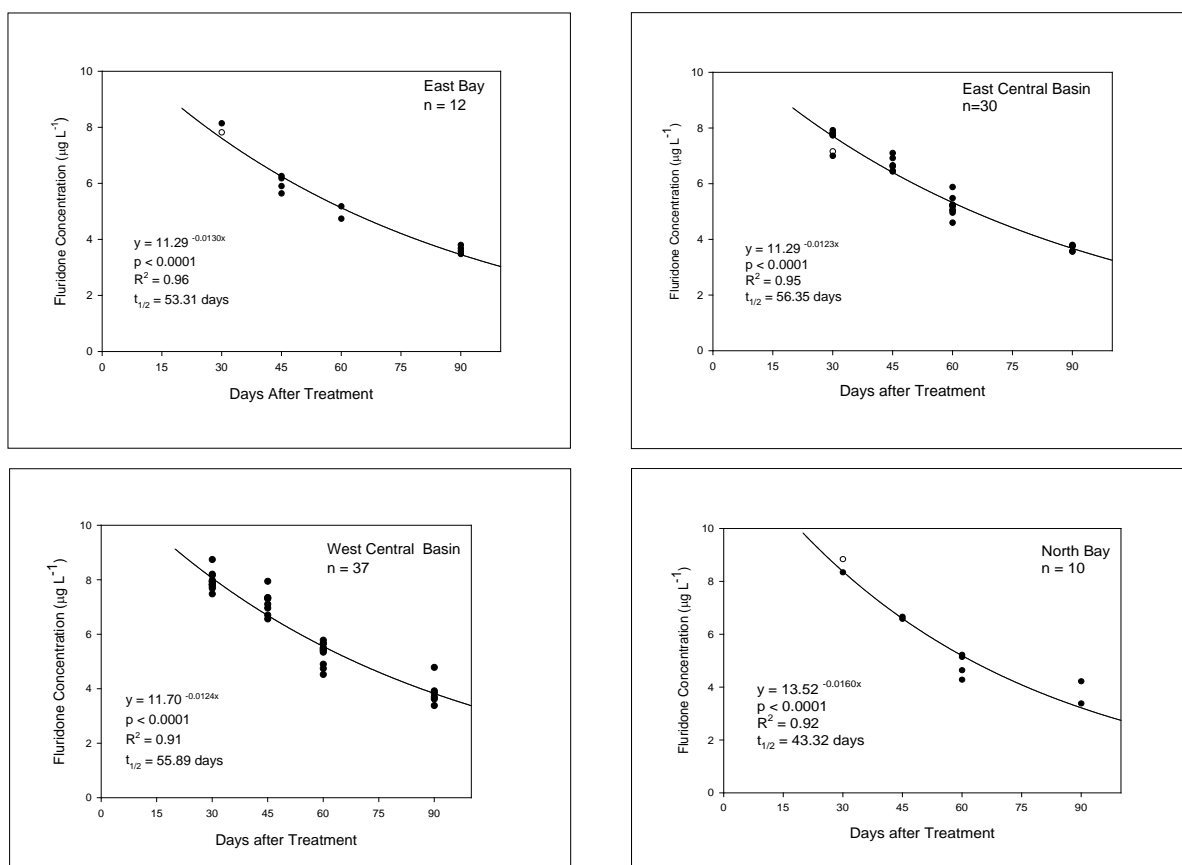 East Bay
n = 12
Fluridone Concentration (µg L⁻¹)
10
8
6
4
2
0
y = 11.29 ^-0.0130x
p < 0.0001
R² = 0.96
t₁/₂ = 53.31 days
0 15 30 45 60 75 90
Days After Treatment
East Central Basin
n=30
Fluridone Concentration (µg L⁻¹)
10
8
6
4
2
0
y = 11.29 ^-0.0123x
p < 0.0001
R² = 0.95
t₁/₂ = 56.35 days
0 15 30 45 60 75 90
Days after Treatment
West Central Basin
n = 37
Fluridone Concentration (µg L⁻¹)
10
8
6
4
2
0
y = 11.70 ^-0.0124x
p < 0.0001
R² = 0.91
t₁/₂ = 55.89 days
0 15 30 45 60 75 90
Days after Treatment
North Bay
n = 10
Fluridone Concentration (µg L⁻¹)
10
8
6
4
2
0
y = 13.52 ^-0.0160x
p < 0.0001
R² = 0.92
t₁/₂ = 43.32 days
0 15 30 45 60 75 90
Days after Treatment